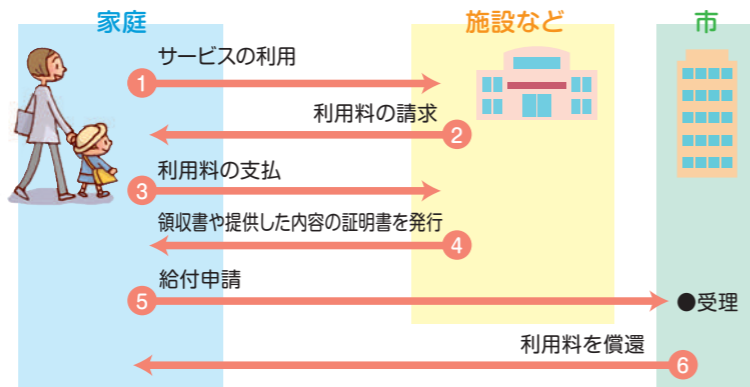 家庭
施設など
市
サービスの利用
1
利用料の請求
2
利用料の支払
3
領収書や提供した内容の証明書を発行
4
給付申請
5
●受理
利用料を償還
6